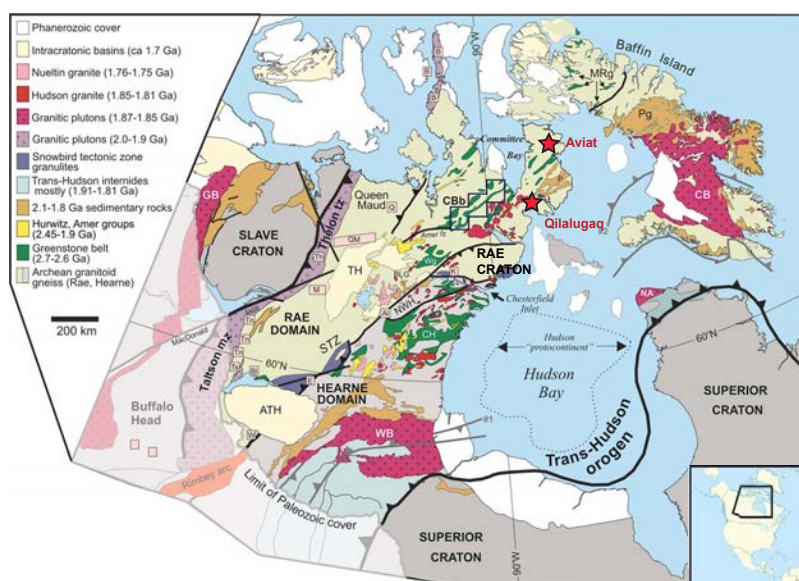 Phanerozoic cover
Intracratonic basins (ca 1.7 Ga)
Nueltin granite (1.76-1.75 Ga)
Hudson granite (1.85-1.81 Ga)
Granitic plutons (1.87-1.85 Ga)
Granitic plutons (2.0-1.9 Ga)
Snowbird tectonic zone
granulites
Trans-Hudson internides
mostly (1.91-1.81 Ga)
2.1-1.8 Ga sedimentary rocks
Hurwitz, Amer groups
(2.45-1.9 Ga)
Greenstone belt
(2.7-2.6 Ga)
Archean granitoid
gneiss (Rae, Hearne)
200 km
90°W
B
B
B
Baffin Island
MRg
Pg
Committee
Bay
Aviat
Qilalugaq
CBb
CB
GB
SLAVE
CRATON
Thelon tz
Queen
Maud
O
QM
Amer fz
Th
TH
M
Wg
RAE
CRATON
K
NWH
Chesterfield
Inlet
NA
60°N
RAE
DOMAIN
STZ
CH
MacDonald
Taltson mz
Tn
Tn
Tn
60°N
Hudson
"protocontinent"
Hudson
Bay
SUPERIOR
CRATON
Buffalo
Head
HEARNE
DOMAIN
ATH
WB
#1
Trans-Hudson
orogen
Rimbey arc
Limit of Paleozoic cover
SUPERIOR
CRATON
90°W